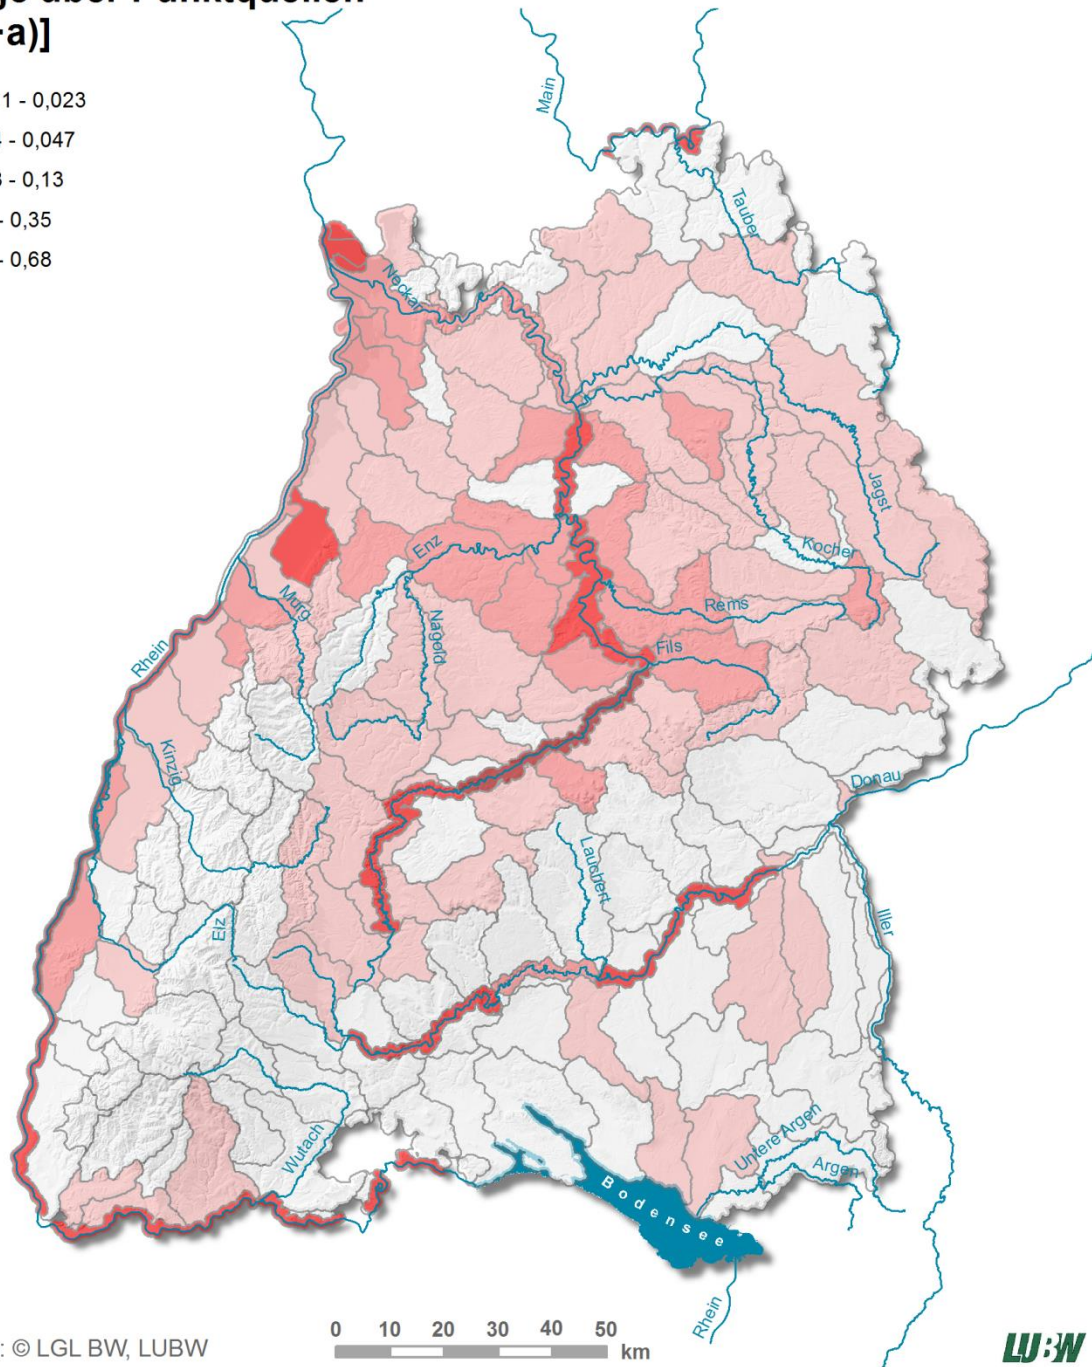 a)]
1 - 0,023
- 0,047
- 0,13
- 0,35
- 0,68
Main
Tauber
Neckar
Jagst
Kocher
Enz
Murg
Nagold
Rems
Fils
Rhein
Kinzig
Donau
Lauchert
Elz
Iller
Wutach
Untere Argen
Argen
Bodensee
Rhein
0 10 20 30 40 50
km
: © LGL BW, LUBW
LUBW